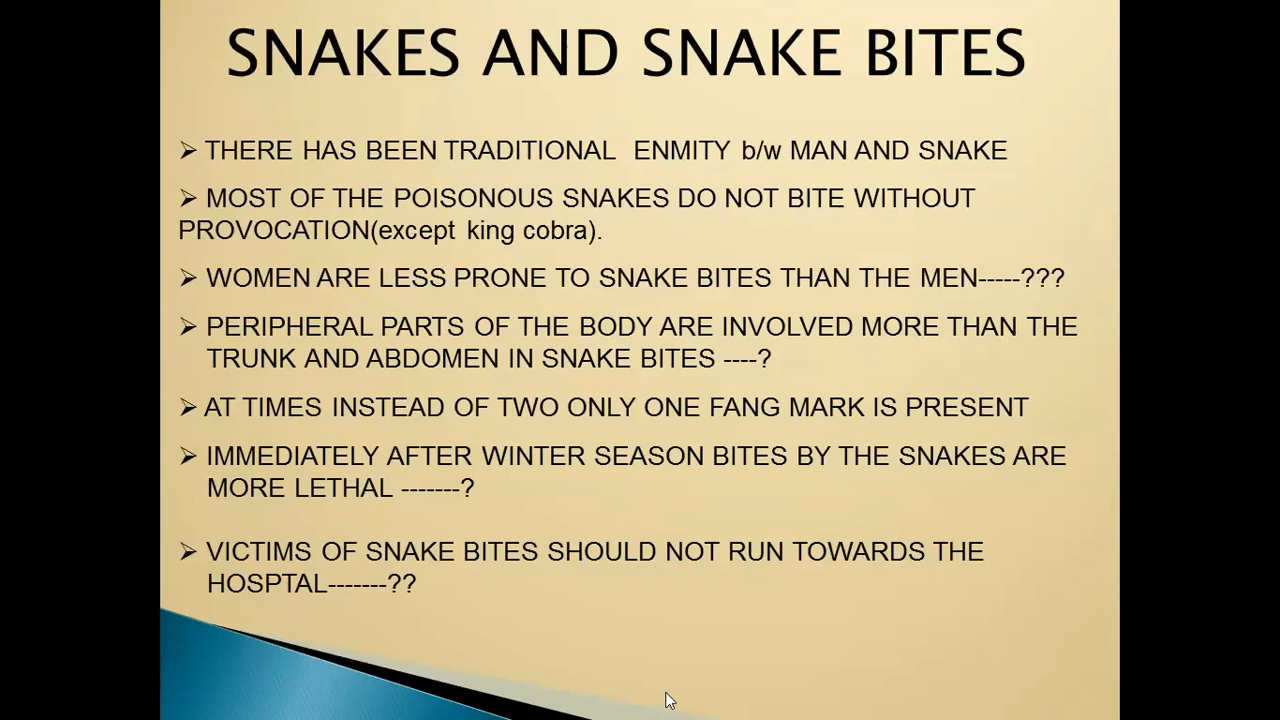 SNAKES AND SNAKE BITES
➢ THERE HAS BEEN TRADITIONAL ENMITY b/w MAN AND SNAKE
➢ MOST OF THE POISONOUS SNAKES DO NOT BITE WITHOUT
PROVOCATION(except king cobra).
➢ WOMEN ARE LESS PRONE TO SNAKE BITES THAN THE MEN-----???
➢ PERIPHERAL PARTS OF THE BODY ARE INVOLVED MORE THAN THE
TRUNK AND ABDOMEN IN SNAKE BITES ----?
➢ AT TIMES INSTEAD OF TWO ONLY ONE FANG MARK IS PRESENT
➢ IMMEDIATELY AFTER WINTER SEASON BITES BY THE SNAKES ARE
MORE LETHAL -------?
➢ VICTIMS OF SNAKE BITES SHOULD NOT RUN TOWARDS THE
HOSPTAL-------??